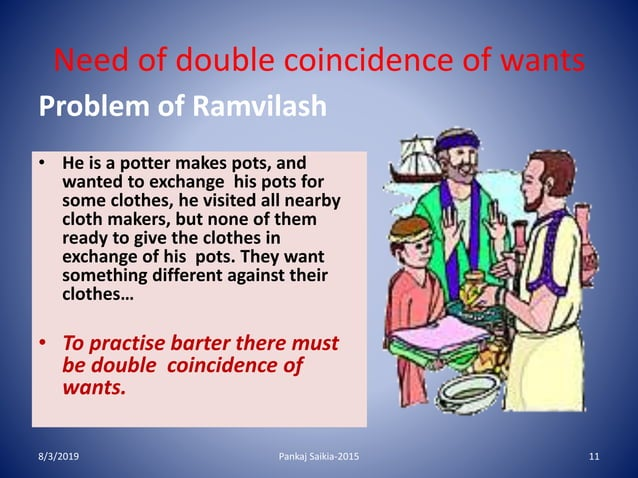 Need of double coincidence of wants
Problem of Ramvilash
• He is a potter makes pots, and
wanted to exchange his pots for
some clothes, he visited all nearby
cloth makers, but none of them
ready to give the clothes in
exchange of his pots. They want
something different against their
clothes…
• To practise barter there must
be double coincidence of
wants.
8/3/2019 Pankaj Saikia-2015 11